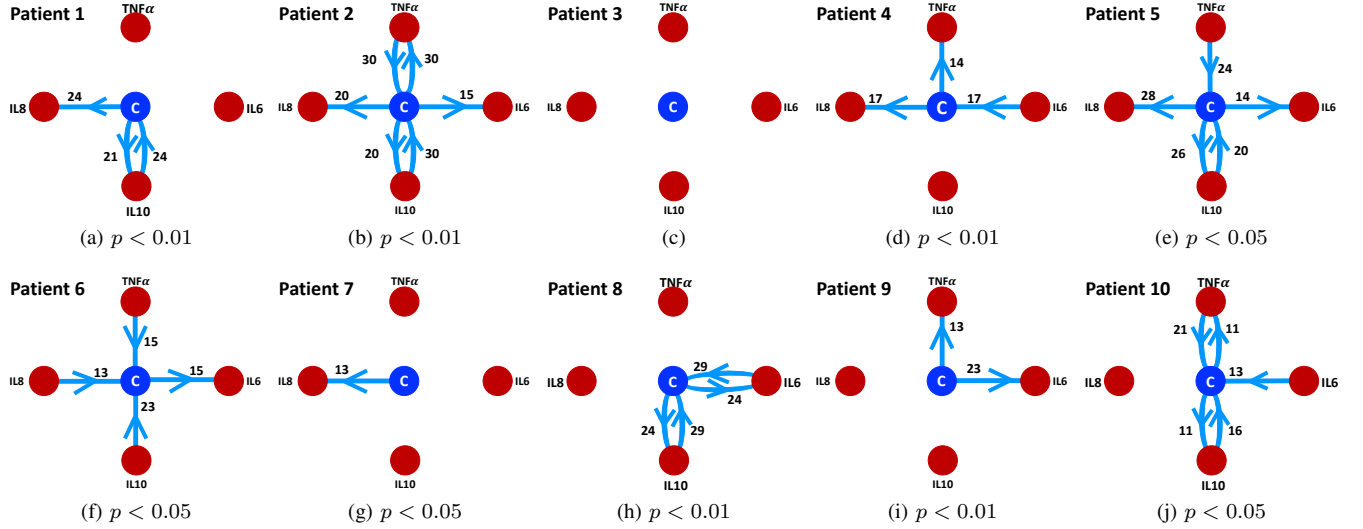 Patient 1
TNFα
IL8
24
C
IL6
21
24
IL10
(a) p < 0.01
Patient 2
TNFα
30
30
IL8
20
C
15
IL6
20
30
IL10
(b) p < 0.01
Patient 3
TNFα
IL8
C
IL6
IL10
(c)
Patient 4
TNFα
14
IL8
17
C
17
IL6
IL10
(d) p < 0.01
Patient 5
TNFα
24
IL8
28
C
14
IL6
26
20
IL10
(e) p < 0.05
Patient 6
TNFα
15
IL8
13
C
15
IL6
23
IL10
(f) p < 0.05
Patient 7
TNFα
IL8
13
C
IL6
IL10
(g) p < 0.05
Patient 8
TNFα
IL8
C
29
IL6
24
24
29
IL10
(h) p < 0.01
Patient 9
TNFα
13
IL8
C
23
IL6
IL10
(i) p < 0.01
Patient 10
TNFα
21
11
IL8
C
13
IL6
11
16
IL10
(j) p < 0.05